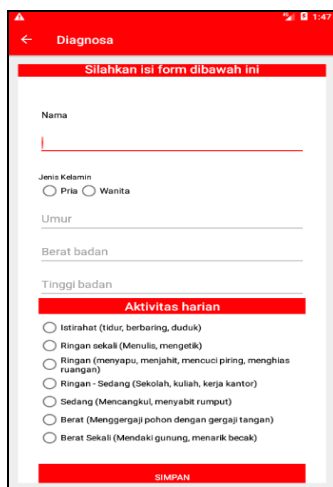 1:47
Diagnosa
Silahkan isi form dibawah ini
Nama
Jenis Kelamin
Pria Wanita
Umur
Berat badan
Tinggi badan
Aktivitas harian
Istirahat (tidur, berbaring, duduk)
Ringan sekali (Menulis, mengetik)
Ringan (menyapu, menjahit, mencuci piring, menghias
ruangan)
Ringan - Sedang (Sekolah, kuliah, kerja kantor)
Sedang (Mencangkul, menyabit rumput)
Berat (Menggergaji pohon dengan gergaji tangan)
Berat Sekali (Mendaki gunung, menarik becak)
SIMPAN